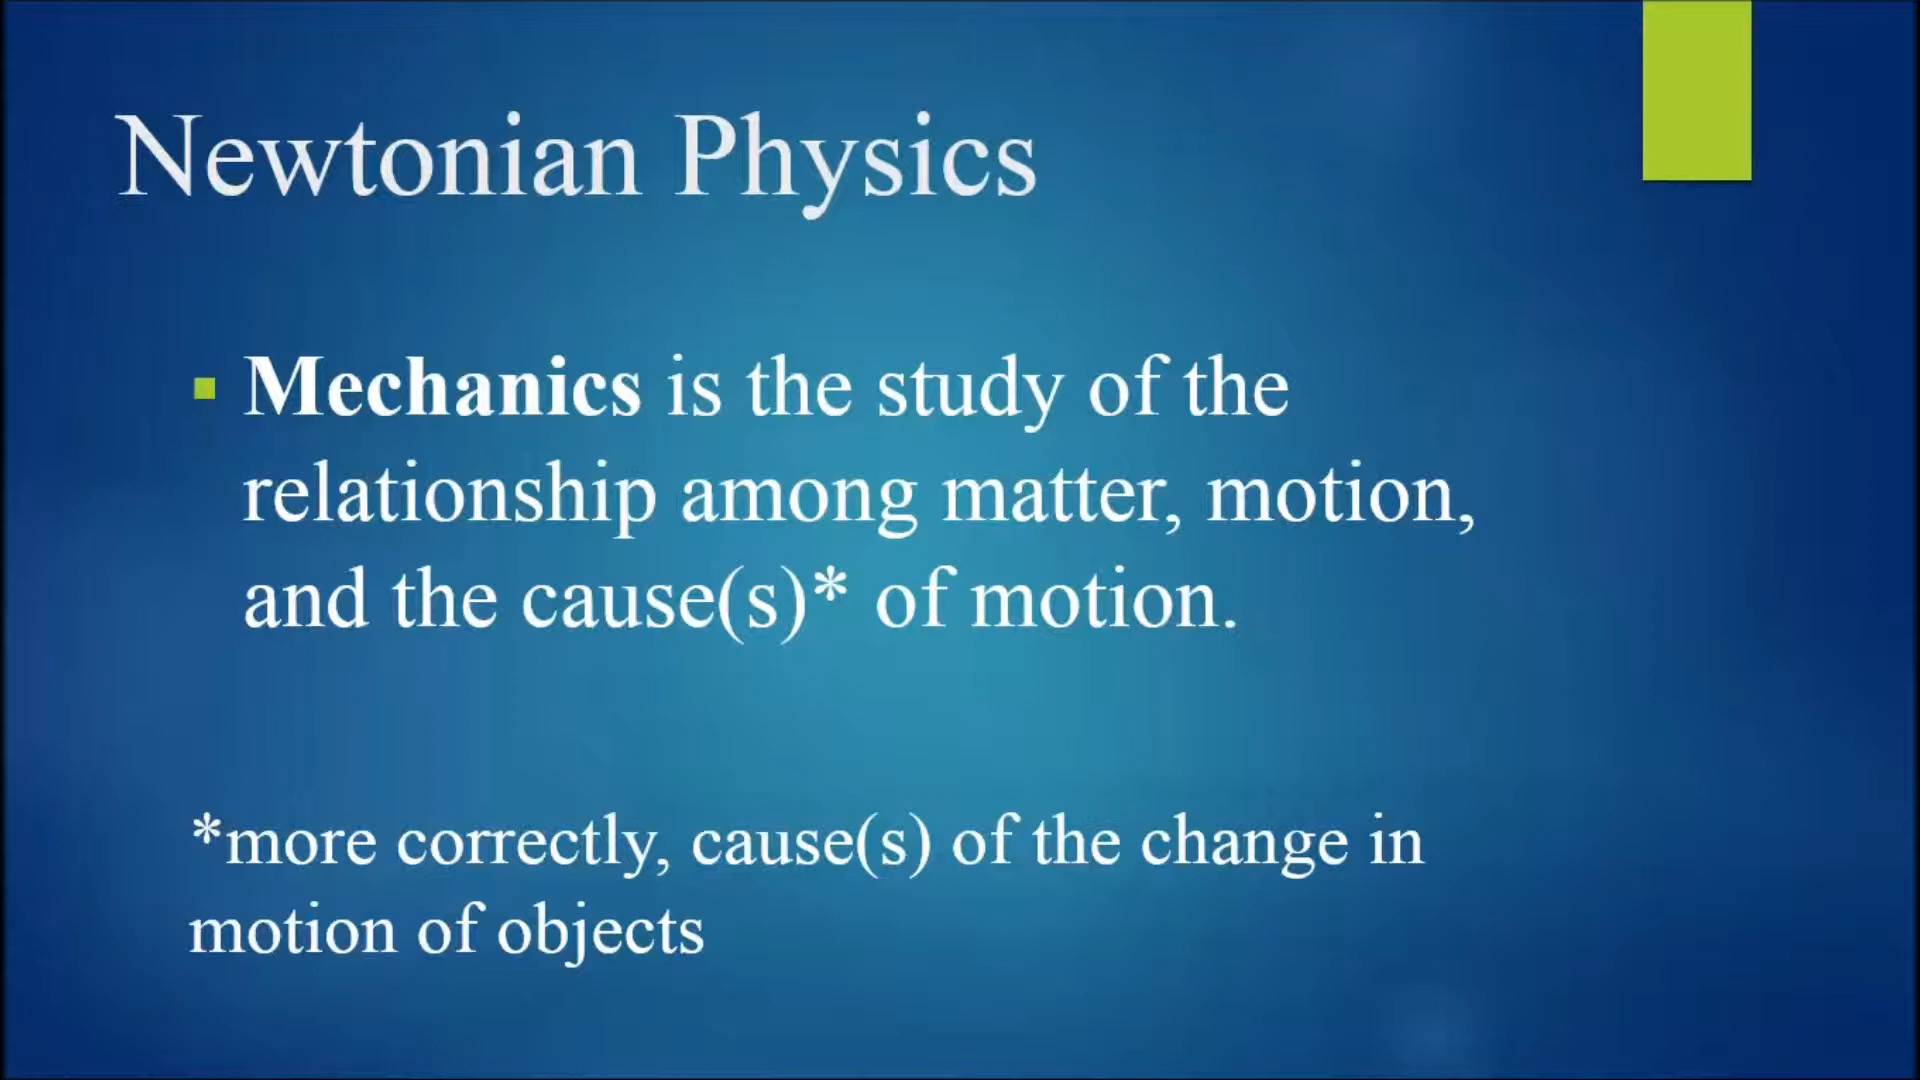 Newtonian Physics
Mechanics is the study of the
relationship among matter, motion,
and the cause(s)* of motion.
*more correctly, cause(s) of the change in
motion of objects